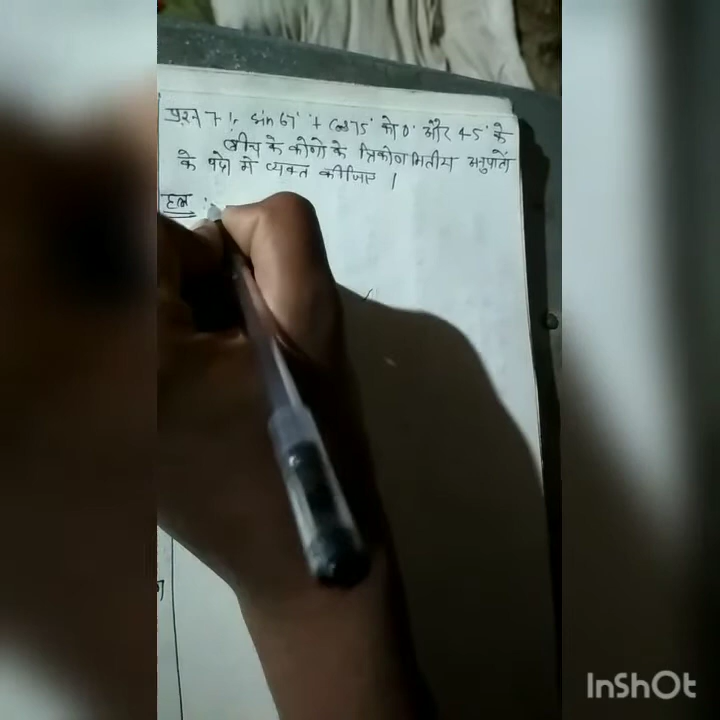 प्रश्न 7 :- sin 67° + cos 75° को 0° और 45° के
बीच के कोणों के त्रिकोणमितीय अनुपातों
के पदों में व्यक्त कीजिए ।
हल :
InShOt